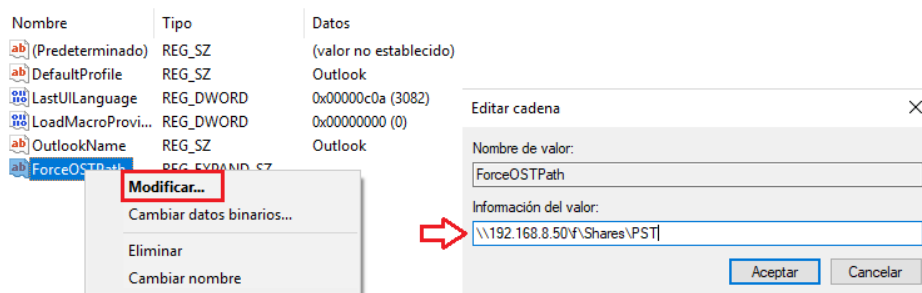 Nombre Tipo Datos
(Predeterminado) REG_SZ (valor no establecido)
DefaultProfile REG_SZ Outlook
LastUILanguage REG_DWORD 0x00000c0a (3082)
LoadMacroProvi... REG_DWORD 0x00000000 (0)
OutlookName REG_SZ Outlook
ForceOSTPath REG_EXPAND_SZ
Modificar...
Cambiar datos binarios...
Eliminar
Cambiar nombre
Editar cadena
Nombre de valor:
ForceOSTPath
Información del valor:
\\192.168.8.50\f\Shares\PST
Aceptar Cancelar